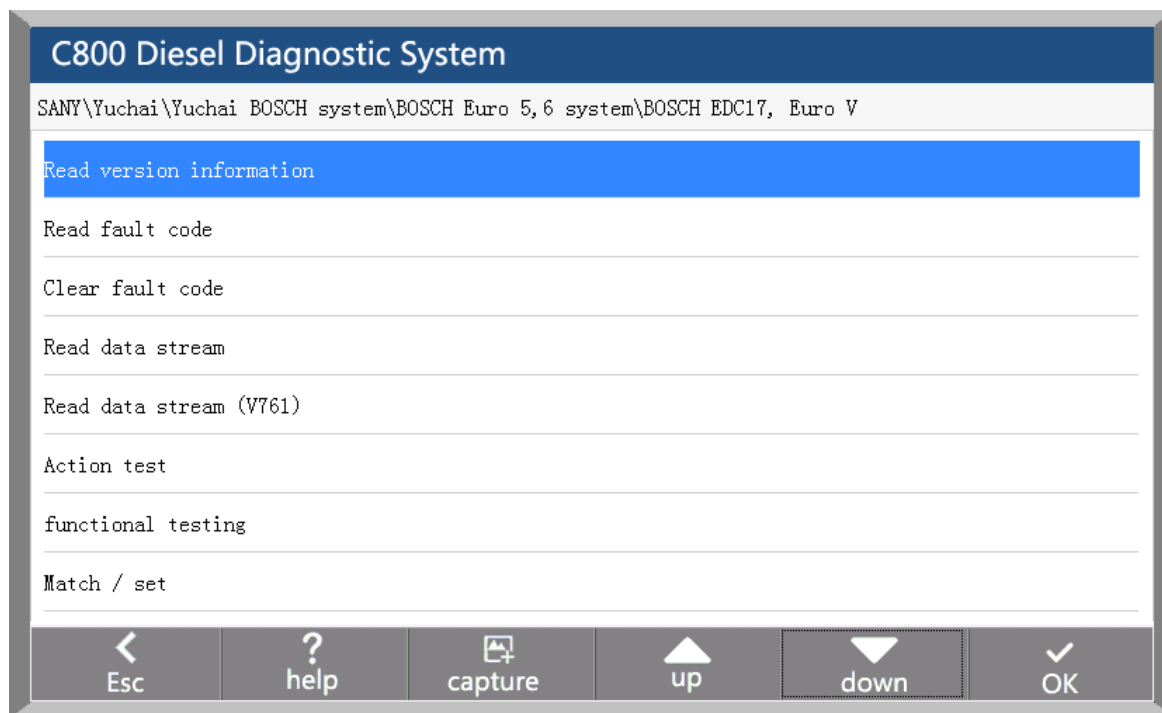 C800 Diesel Diagnostic System
SANY\Yuchai\Yuchai BOSCH system\BOSCH Euro 5,6 system\BOSCH EDC17, Euro V
Read version information
Read fault code
Clear fault code
Read data stream
Read data stream (V761)
Action test
functional testing
Match / set
Esc
? help
capture
up
down
OK